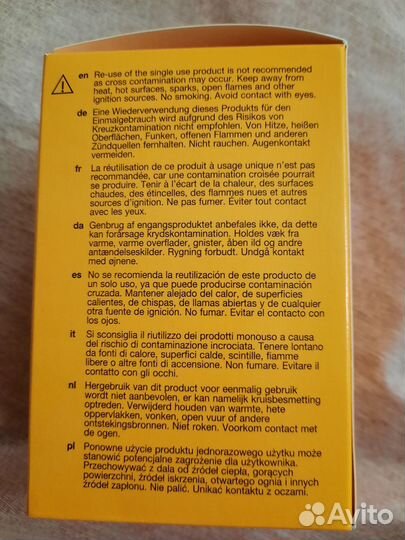 en Re-use of the single use product is not recommended
as cross contamination may occur. Keep away from
heat, hot surfaces, sparks, open flames and other
ignition sources. No smoking. Avoid contact with eyes.
de Eine Wiederverwendung dieses Produkts für den
Einmalgebrauch wird aufgrund des Risikos von
Kreuzkontamination nicht empfohlen. Von Hitze, heißen
Oberflächen, Funken, offenen Flammen und anderen
Zündquellen fernhalten. Nicht rauchen. Augenkontakt
vermeiden.
fr La réutilisation de ce produit à usage unique n'est pas
recommandée, car une contamination croisée pourrait
se produire. Tenir à l'écart de la chaleur, des surfaces
chaudes, des étincelles, des flammes nues et autres
sources d'ignition. Ne pas fumer. Éviter tout contact
avec les yeux.
da Genbrug af engangsproduktet anbefales ikke, da dette
kan forårsage krydskontamination. Holdes væk fra
varme, varme overflader, gnister, åben ild og andre
antændelseskilder. Rygning forbudt. Undgå kontakt
med øjnene.
es No se recomienda la reutilización de este producto de
un solo uso, ya que puede producirse contaminación
cruzada. Mantener alejado del calor, de superficies
calientes, de chispas, de llamas abiertas y de cualquier
otra fuente de ignición. No fumar. Evitar el contacto con
los ojos.
it Si sconsiglia il riutilizzo dei prodotti monouso a causa
del rischio di contaminazione incrociata. Tenere lontano
da fonti di calore, superfici calde, scintille, fiamme
libere o altre fonti di accensione. Non fumare. Evitare il
contatto con gli occhi.
nl Hergebruik van dit product voor eenmalig gebruik
wordt niet aanbevolen, er kan namelijk kruisbesmetting
optreden. Verwijderd houden van warmte, hete
oppervlakken, vonken, open vuur of andere
ontstekingsbronnen. Niet roken. Voorkom contact met
de ogen.
pl Ponowne użycie produktu jednorazowego użytku może
stanowić potencjalne zagrożenie dla użytkownika.
Przechowywać z dala od źródeł ciepła, gorących
powierzchni, źródeł iskrzenia, otwartego ognia i innych
źródeł zapłonu. Nie palić. Unikać kontaktu z oczami.
Avito